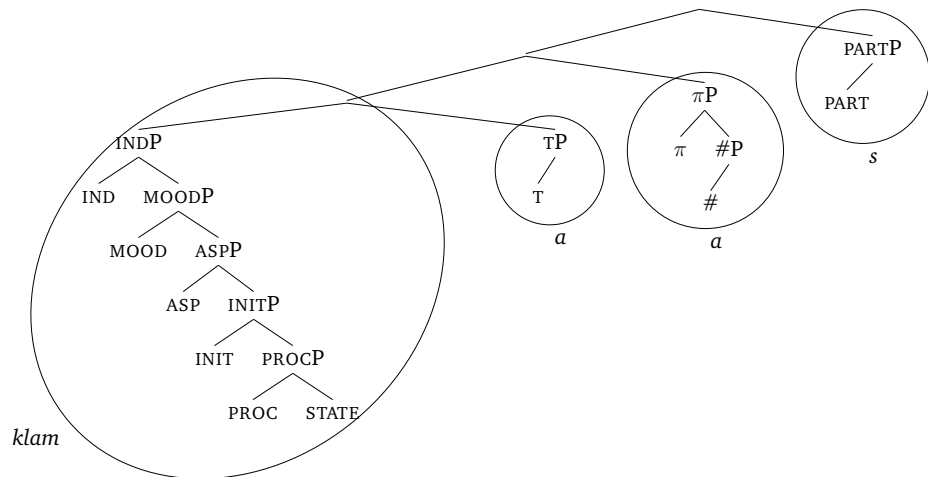 PARTP
PART
s
πP
π #P
#
a
TP
T
a
INDP
IND MOODP
MOOD ASPP
ASP INITP
INIT PROCP
PROC STATE
klam